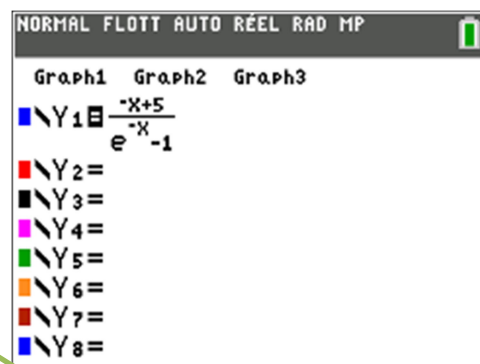 NORMAL FLOTT AUTO RÉEL RAD MP
Graph1 Graph2 Graph3
\Y₁=(-X+5)/(e^(-X)-1)
\Y₂=
\Y₃=
\Y₄=
\Y₅=
\Y₆=
\Y₇=
\Y₈=